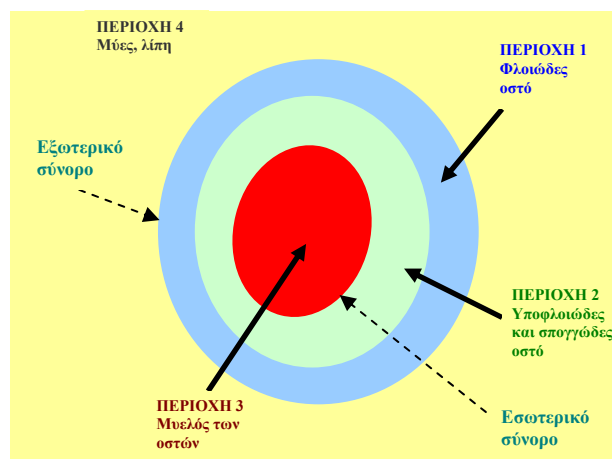 ΠΕΡΙΟΧΗ 4
Μύες, λίπη
ΠΕΡΙΟΧΗ 1
Φλοιώδες
οστό
Εξωτερικό
σύνορο
ΠΕΡΙΟΧΗ 2
Υποφλοιώδες
και σπογγώδες
οστό
ΠΕΡΙΟΧΗ 3
Μυελός των
οστών
Εσωτερικό
σύνορο